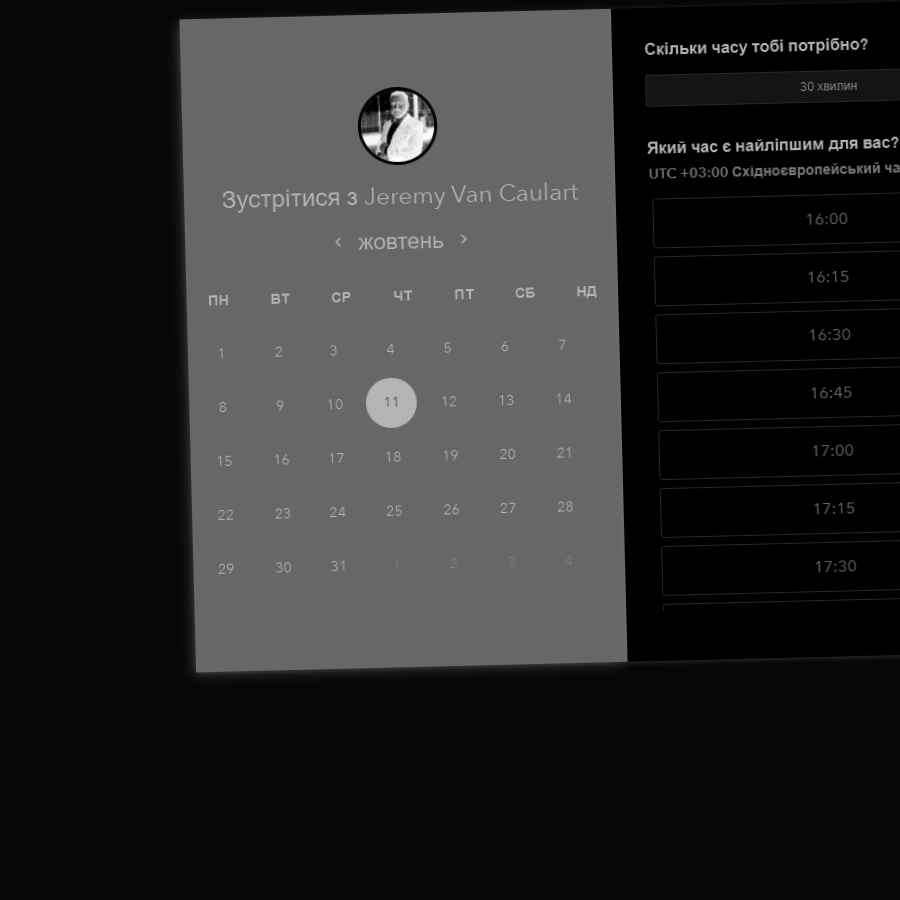 Зустрітися з Jeremy Van Caulart
‹ жовтень ›
ПН ВТ СР ЧТ ПТ СБ НД
1 2 3 4 5 6 7
8 9 10 11 12 13 14
15 16 17 18 19 20 21
22 23 24 25 26 27 28
29 30 31 1 2 3 4
Скільки часу тобі потрібно?
30 хвилин
Який час є найліпшим для вас?
UTC +03:00 Східноєвропейський ча
16:00
16:15
16:30
16:45
17:00
17:15
17:30